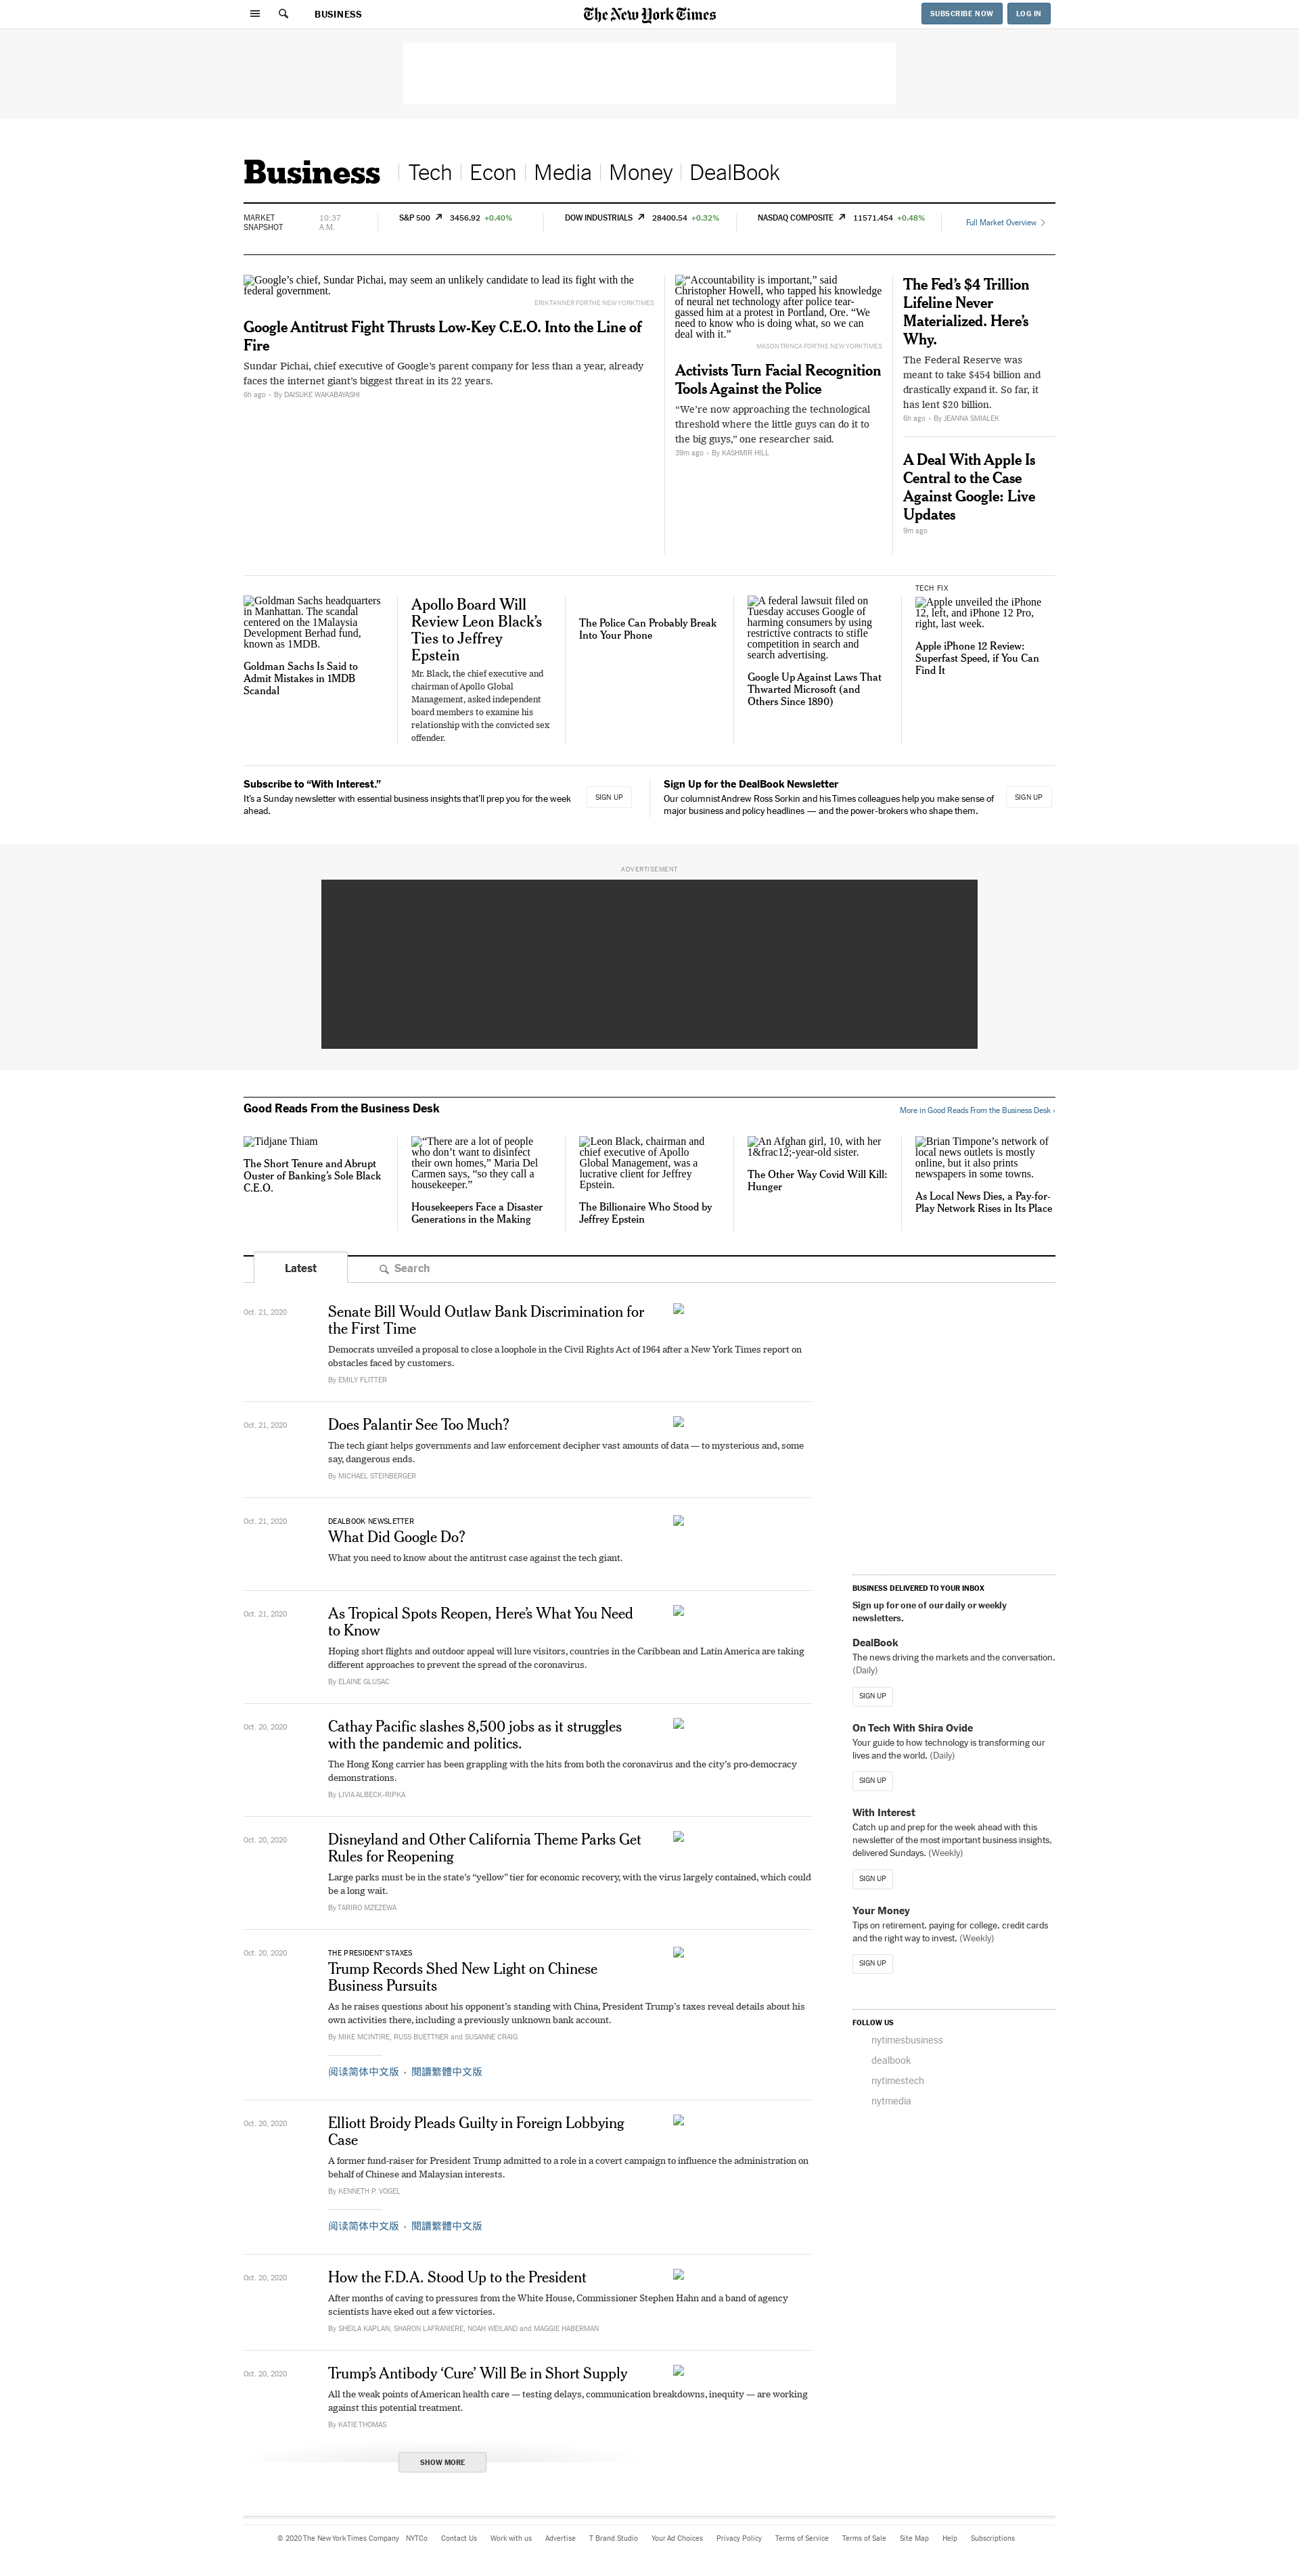 BUSINESS
The New York Times
SUBSCRIBE NOW
LOG IN
Business
Tech
Econ
Media
Money
DealBook
MARKET
SNAPSHOT
10:37
A.M.
S&P 500 3456.92 +0.40%
DOW INDUSTRIALS 28400.54 +0.32%
NASDAQ COMPOSITE 11571.454 +0.48%
Full Market Overview
Google’s chief, Sundar Pichai, may seem an unlikely candidate to lead its fight with the
federal government.
ERIK TANNER FOR THE NEW YORK TIMES
Google Antitrust Fight Thrusts Low-Key C.E.O. Into the Line of
Fire
Sundar Pichai, chief executive of Google’s parent company for less than a year, already
faces the internet giant’s biggest threat in its 22 years.
6h ago • By DAISUKE WAKABAYASHI
“Accountability is important,” said
Christopher Howell, who tapped his knowledge
of neural net technology after police tear-
gassed him at a protest in Portland, Ore. “We
need to know who is doing what, so we can
deal with it.”
MASON TRINCA FOR THE NEW YORK TIMES
Activists Turn Facial Recognition
Tools Against the Police
“We’re now approaching the technological
threshold where the little guys can do it to
the big guys,” one researcher said.
39m ago • By KASHMIR HILL
The Fed’s $4 Trillion
Lifeline Never
Materialized. Here’s
Why.
The Federal Reserve was
meant to take $454 billion and
drastically expand it. So far, it
has lent $20 billion.
6h ago • By JEANNA SMIALEK
A Deal With Apple Is
Central to the Case
Against Google: Live
Updates
9m ago
Goldman Sachs headquarters
in Manhattan. The scandal
centered on the 1Malaysia
Development Berhad fund,
known as 1MDB.
Goldman Sachs Is Said to
Admit Mistakes in 1MDB
Scandal
Apollo Board Will
Review Leon Black’s
Ties to Jeffrey
Epstein
Mr. Black, the chief executive and
chairman of Apollo Global
Management, asked independent
board members to examine his
relationship with the convicted sex
offender.
The Police Can Probably Break
Into Your Phone
A federal lawsuit filed on
Tuesday accuses Google of
harming consumers by using
restrictive contracts to stifle
competition in search and
search advertising.
Google Up Against Laws That
Thwarted Microsoft (and
Others Since 1890)
TECH FIX
Apple unveiled the iPhone
12, left, and iPhone 12 Pro,
right, last week.
Apple iPhone 12 Review:
Superfast Speed, if You Can
Find It
Subscribe to “With Interest.”
It’s a Sunday newsletter with essential business insights that’ll prep you for the week
ahead.
SIGN UP
Sign Up for the DealBook Newsletter
Our columnist Andrew Ross Sorkin and his Times colleagues help you make sense of
major business and policy headlines — and the power-brokers who shape them.
SIGN UP
ADVERTISEMENT
Good Reads From the Business Desk
More in Good Reads From the Business Desk ›
Tidjane Thiam
The Short Tenure and Abrupt
Ouster of Banking’s Sole Black
C.E.O.
“There are a lot of people
who don’t want to disinfect
their own homes,” Maria Del
Carmen says, “so they call a
housekeeper.”
Housekeepers Face a Disaster
Generations in the Making
Leon Black, chairman and
chief executive of Apollo
Global Management, was a
lucrative client for Jeffrey
Epstein.
The Billionaire Who Stood by
Jeffrey Epstein
An Afghan girl, 10, with her
1&frac12;-year-old sister.
The Other Way Covid Will Kill:
Hunger
Brian Timpone’s network of
local news outlets is mostly
online, but it also prints
newspapers in some towns.
As Local News Dies, a Pay-for-
Play Network Rises in Its Place
Latest
Search
Oct. 21, 2020
Senate Bill Would Outlaw Bank Discrimination for
the First Time
Democrats unveiled a proposal to close a loophole in the Civil Rights Act of 1964 after a New York Times report on
obstacles faced by customers.
By EMILY FLITTER
Oct. 21, 2020
Does Palantir See Too Much?
The tech giant helps governments and law enforcement decipher vast amounts of data — to mysterious and, some
say, dangerous ends.
By MICHAEL STEINBERGER
Oct. 21, 2020
DEALBOOK NEWSLETTER
What Did Google Do?
What you need to know about the antitrust case against the tech giant.
Oct. 21, 2020
As Tropical Spots Reopen, Here’s What You Need
to Know
Hoping short flights and outdoor appeal will lure visitors, countries in the Caribbean and Latin America are taking
different approaches to prevent the spread of the coronavirus.
By ELAINE GLUSAC
Oct. 20, 2020
Cathay Pacific slashes 8,500 jobs as it struggles
with the pandemic and politics.
The Hong Kong carrier has been grappling with the hits from both the coronavirus and the city’s pro-democracy
demonstrations.
By LIVIA ALBECK-RIPKA
Oct. 20, 2020
Disneyland and Other California Theme Parks Get
Rules for Reopening
Large parks must be in the state’s “yellow” tier for economic recovery, with the virus largely contained, which could
be a long wait.
By TARIRO MZEZEWA
Oct. 20, 2020
THE PRESIDENT’S TAXES
Trump Records Shed New Light on Chinese
Business Pursuits
As he raises questions about his opponent’s standing with China, President Trump’s taxes reveal details about his
own activities there, including a previously unknown bank account.
By MIKE MCINTIRE, RUSS BUETTNER and SUSANNE CRAIG
阅读简体中文版 • 閱讀繁體中文版
Oct. 20, 2020
Elliott Broidy Pleads Guilty in Foreign Lobbying
Case
A former fund-raiser for President Trump admitted to a role in a covert campaign to influence the administration on
behalf of Chinese and Malaysian interests.
By KENNETH P. VOGEL
阅读简体中文版 • 閱讀繁體中文版
Oct. 20, 2020
How the F.D.A. Stood Up to the President
After months of caving to pressures from the White House, Commissioner Stephen Hahn and a band of agency
scientists have eked out a few victories.
By SHEILA KAPLAN, SHARON LAFRANIERE, NOAH WEILAND and MAGGIE HABERMAN
Oct. 20, 2020
Trump’s Antibody ‘Cure’ Will Be in Short Supply
All the weak points of American health care — testing delays, communication breakdowns, inequity — are working
against this potential treatment.
By KATIE THOMAS
SHOW MORE
BUSINESS DELIVERED TO YOUR INBOX
Sign up for one of our daily or weekly
newsletters.
DealBook
The news driving the markets and the conversation.
(Daily)
SIGN UP
On Tech With Shira Ovide
Your guide to how technology is transforming our
lives and the world. (Daily)
SIGN UP
With Interest
Catch up and prep for the week ahead with this
newsletter of the most important business insights,
delivered Sundays. (Weekly)
SIGN UP
Your Money
Tips on retirement, paying for college, credit cards
and the right way to invest. (Weekly)
SIGN UP
FOLLOW US
nytimesbusiness
dealbook
nytimestech
nytmedia
© 2020 The New York Times Company NYTCo Contact Us Work with us Advertise T Brand Studio Your Ad Choices Privacy Policy Terms of Service Terms of Sale Site Map Help Subscriptions